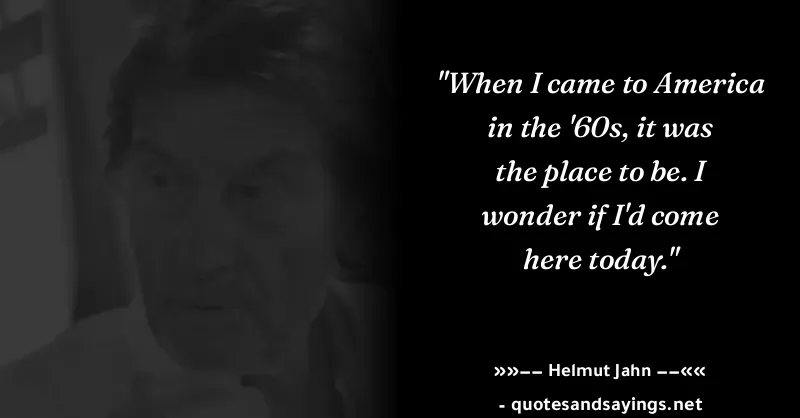 "When I came to America
in the '60s, it was
the place to be. I
wonder if I'd come
here today."
»»−− Helmut Jahn −−««
- quotesandsayings.net